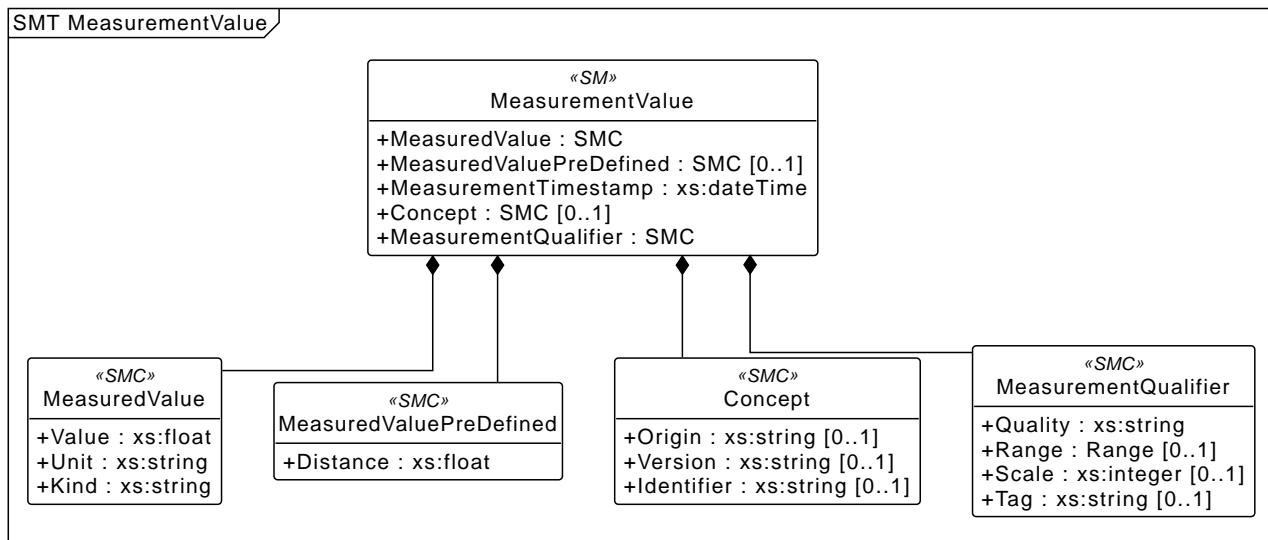 SMT MeasurementValue
«SM»
MeasurementValue
+MeasuredValue : SMC
+MeasuredValuePreDefined : SMC [0..1]
+MeasurementTimestamp : xs:dateTime
+Concept : SMC [0..1]
+MeasurementQualifier : SMC
«SMC»
MeasuredValue
+Value : xs:float
+Unit : xs:string
+Kind : xs:string
«SMC»
MeasuredValuePreDefined
+Distance : xs:float
«SMC»
Concept
+Origin : xs:string [0..1]
+Version : xs:string [0..1]
+Identifier : xs:string [0..1]
«SMC»
MeasurementQualifier
+Quality : xs:string
+Range : Range [0..1]
+Scale : xs:integer [0..1]
+Tag : xs:string [0..1]